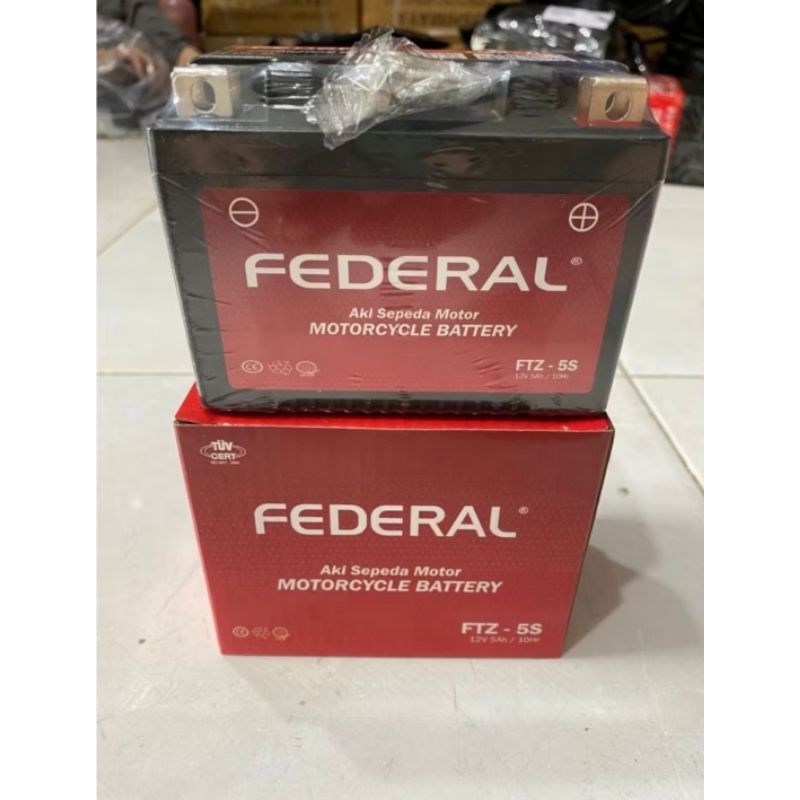 FEDERAL®
Aki Sepeda Motor
MOTORCYCLE BATTERY
FTZ - 5S
12V 5Ah / 10Hr
TÜV
CERT
FEDERAL®
Aki Sepeda Motor
MOTORCYCLE BATTERY
FTZ - 5S
12V 5Ah / 10Hr